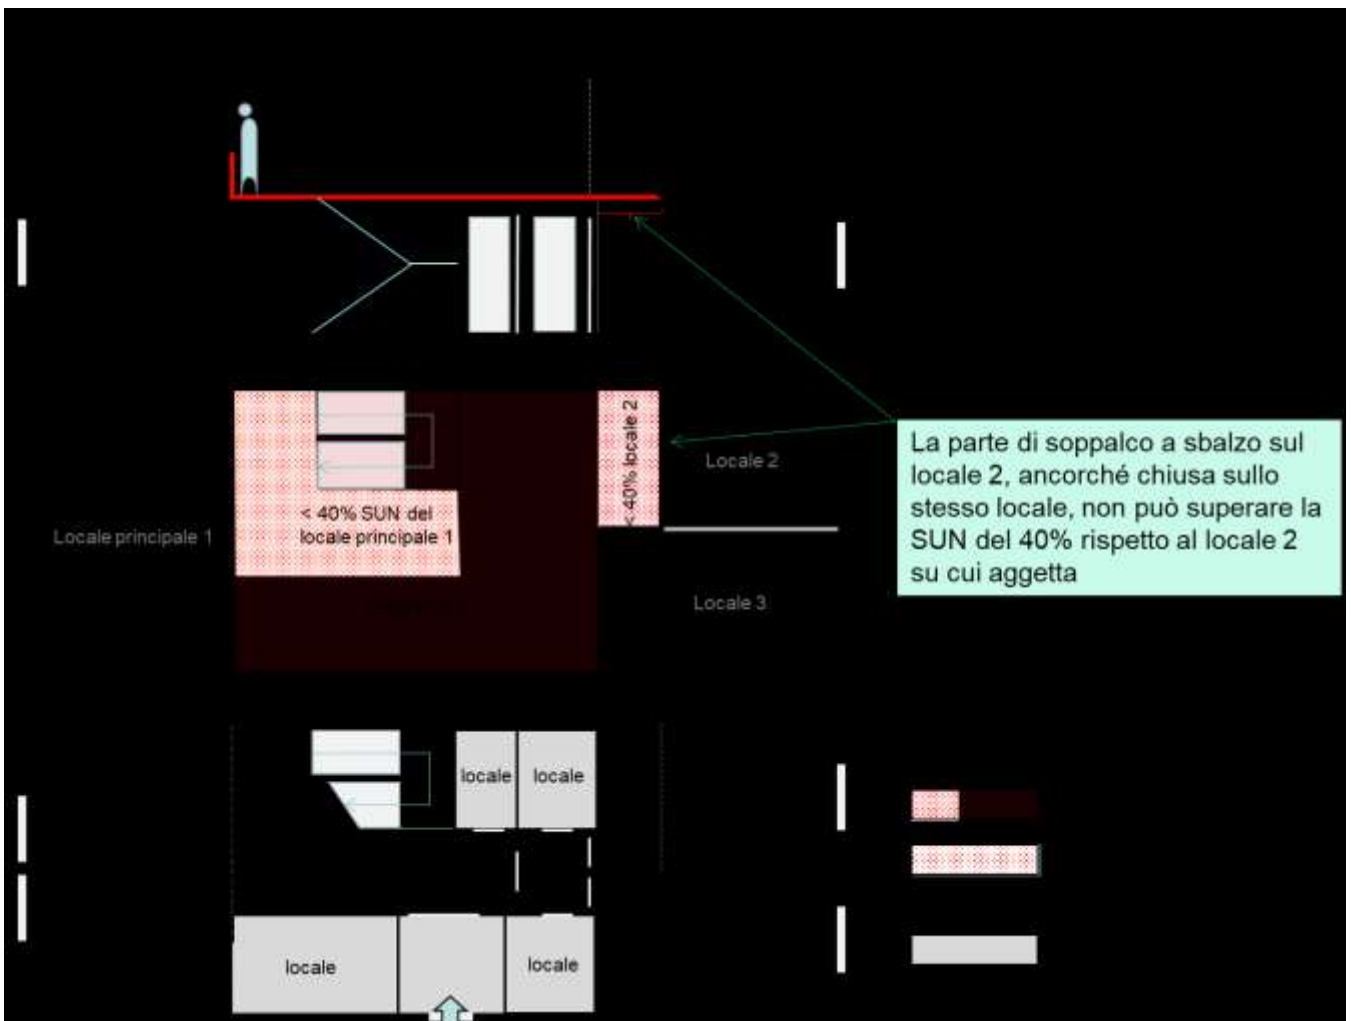 < 40% locale 2
Locale 2
La parte di soppalco a sbalzo sul
locale 2, ancorché chiusa sullo
stesso locale, non può superare la
SUN del 40% rispetto al locale 2
su cui aggetta
< 40% SUN del
locale principale 1
Locale principale 1
Locale 3
locale
locale
locale
locale